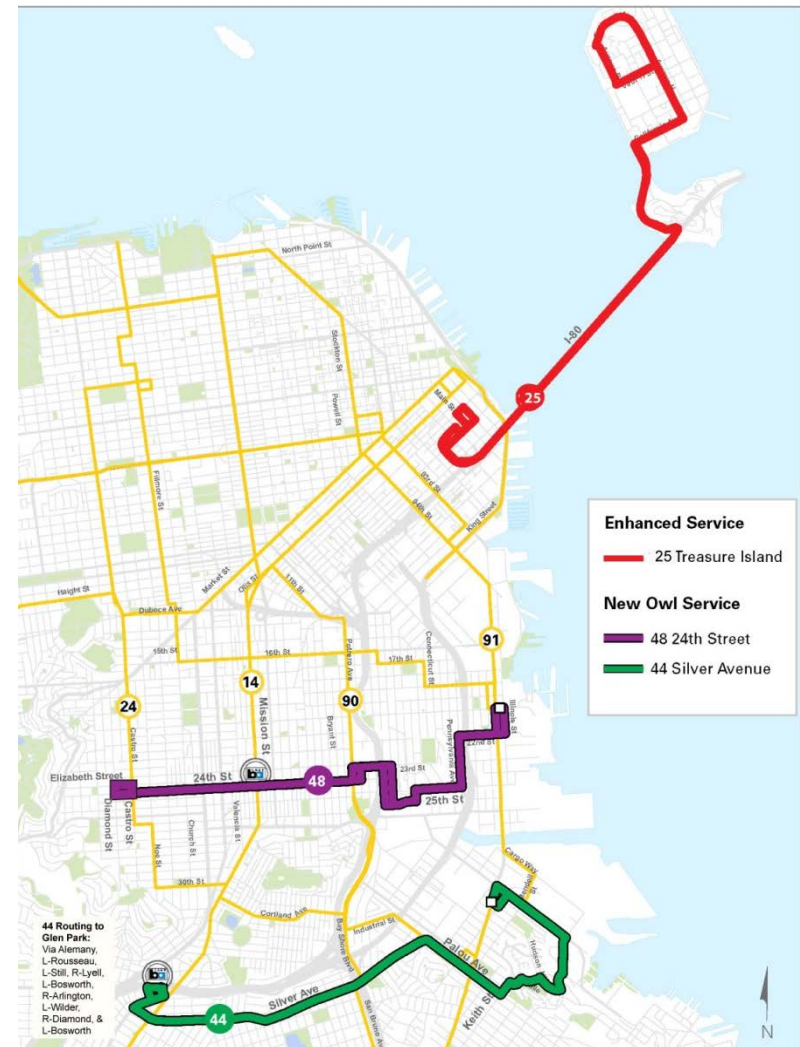 North Point St
Stockton St
Powell St
I-80
25
Main St
03rd St
04th St
King Street
Fillmore St
Market St
Otis St
11th St
Haight St
Duboce Ave
15th St
16th St
17th St
Connecticut St
Potrero Ave
91
24
14
90
Castro St
Mission St
Bryant St
Pennsylvania Ave
Illinois St
22nd St
Elizabeth Street
24th St
48
23rd St
25th St
Diamond St
Castro St
Noe St
Church St
Valencia St
30th St
Cortland Ave
Bay Shore Blvd
Industrial St
Cargo Way
Palou Ave
Hudson
Keith St
Silver Ave
44
San Bruno Ave
Enhanced Service
25 Treasure Island
New Owl Service
48 24th Street
44 Silver Avenue
44 Routing to
Glen Park:
Via Alemany,
L-Rousseau,
L-Still, R-Lyell,
L-Bosworth,
R-Arlington,
L-Wilder,
R-Diamond, &
L-Bosworth
N